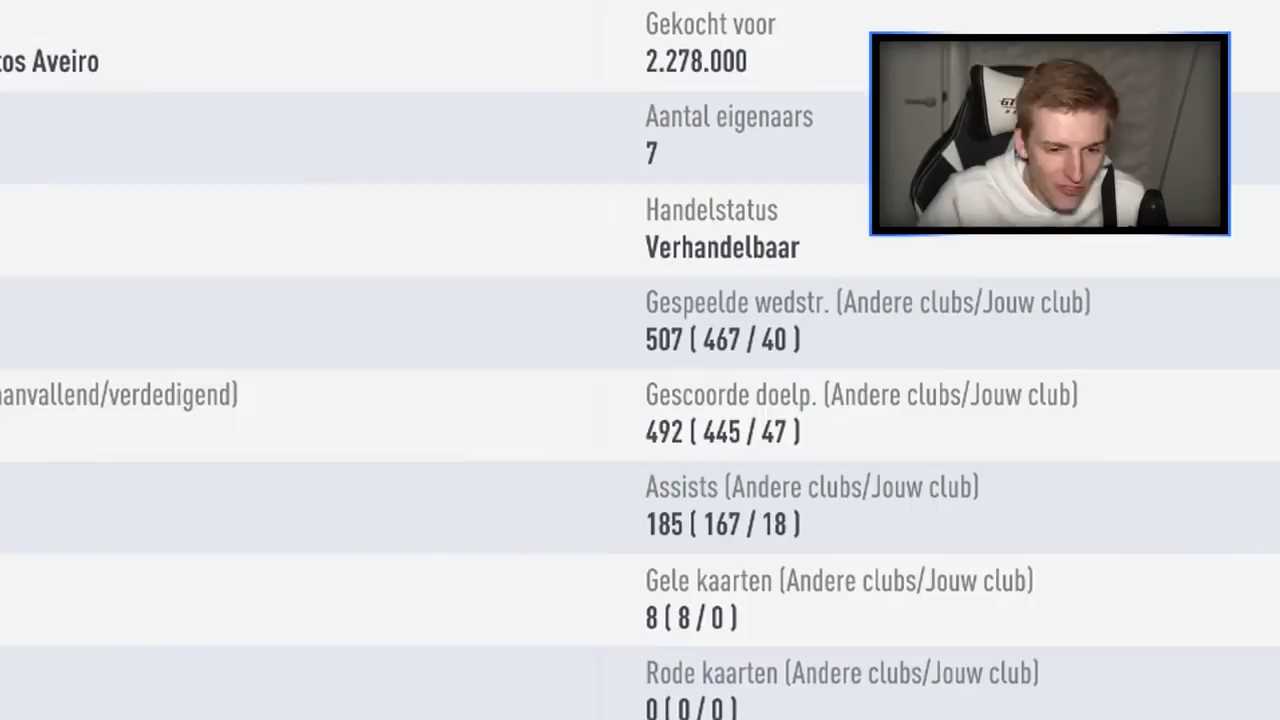 Gekocht voor
tos Aveiro
2.278.000
Aantal eigenaars
7
Handelstatus
Verhandelbaar
Gespeelde wedstr. (Andere clubs/Jouw club)
507 ( 467 / 40 )
aanvallend/verdedigend)
Gescoorde doelp. (Andere clubs/Jouw club)
492 ( 445 / 47 )
Assists (Andere clubs/Jouw club)
185 ( 167 / 18 )
Gele kaarten (Andere clubs/Jouw club)
8 ( 8 / 0 )
Rode kaarten (Andere clubs/Jouw club)
0 ( 0 / 0 )